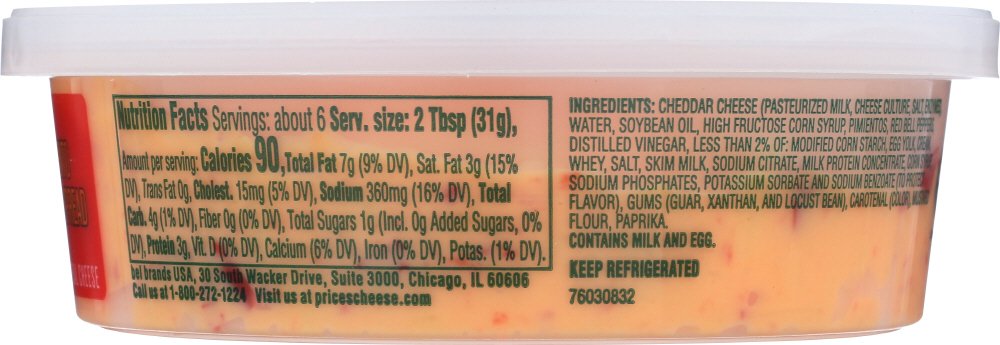 Nutrition Facts Servings: about 6 Serv. size: 2 Tbsp (31g),
Amount per serving: Calories 90, Total Fat 7g (9% DV), Sat. Fat 3g (15%
DV), Trans Fat 0g, Cholest. 15mg (5% DV), Sodium 360mg (16% DV), Total
Carb. 4g (1% DV), Fiber 0g (0% DV), Total Sugars 1g (Incl. 0g Added Sugars, 0%
DV), Protein 3g, Vit. D (0% DV), Calcium (6% DV), Iron (0% DV), Potas. (1% DV).
bel brands USA, 30 South Wacker Drive, Suite 3000, Chicago, IL 60606
Call us at 1-800-272-1224 Visit us at pricescheese.com
INGREDIENTS: CHEDDAR CHEESE (PASTEURIZED MILK, CHEESE CULTURE, SALT, ENZYMES),
WATER, SOYBEAN OIL, HIGH FRUCTOSE CORN SYRUP, PIMIENTOS, RED BELL PEPPERS,
DISTILLED VINEGAR, LESS THAN 2% OF: MODIFIED CORN STARCH, EGG YOLK, CREAM,
WHEY, SALT, SKIM MILK, SODIUM CITRATE, MILK PROTEIN CONCENTRATE, CORN
SODIUM PHOSPHATES, POTASSIUM SORBATE AND SODIUM BENZOATE (TO PROTECT
FLAVOR), GUMS (GUAR, XANTHAN, AND LOCUST BEAN), CAROTENAL (COLOR), MUSTARD
FLOUR, PAPRIKA.
CONTAINS MILK AND EGG.
KEEP REFRIGERATED
76030832
CHEESE